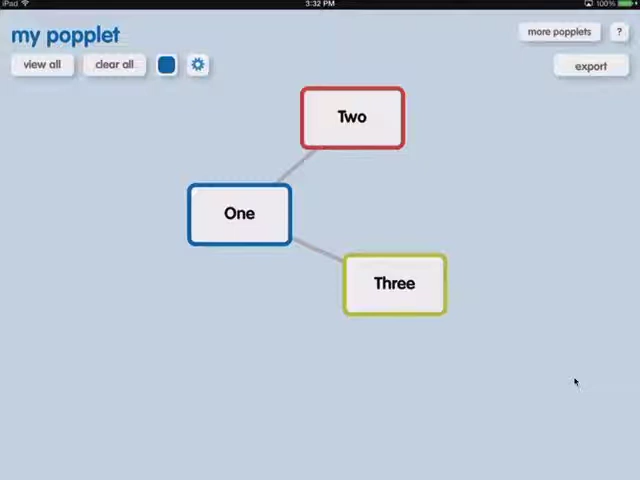 iPad 3:32 PM 100%
my popplet
more popplets ?
view all clear all
export
Two
One
Three